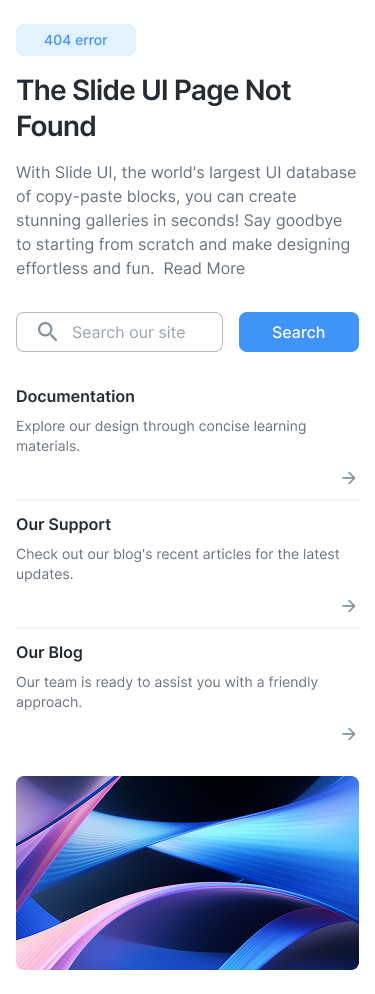 404 error
The Slide UI Page Not
Found
With Slide UI, the world's largest UI database
of copy-paste blocks, you can create
stunning galleries in seconds! Say goodbye
to starting from scratch and make designing
effortless and fun.  Read More
Search our site
Search
Documentation
Explore our design through concise learning
materials.
Our Support
Check out our blog's recent articles for the latest
updates.
Our Blog
Our team is ready to assist you with a friendly
approach.